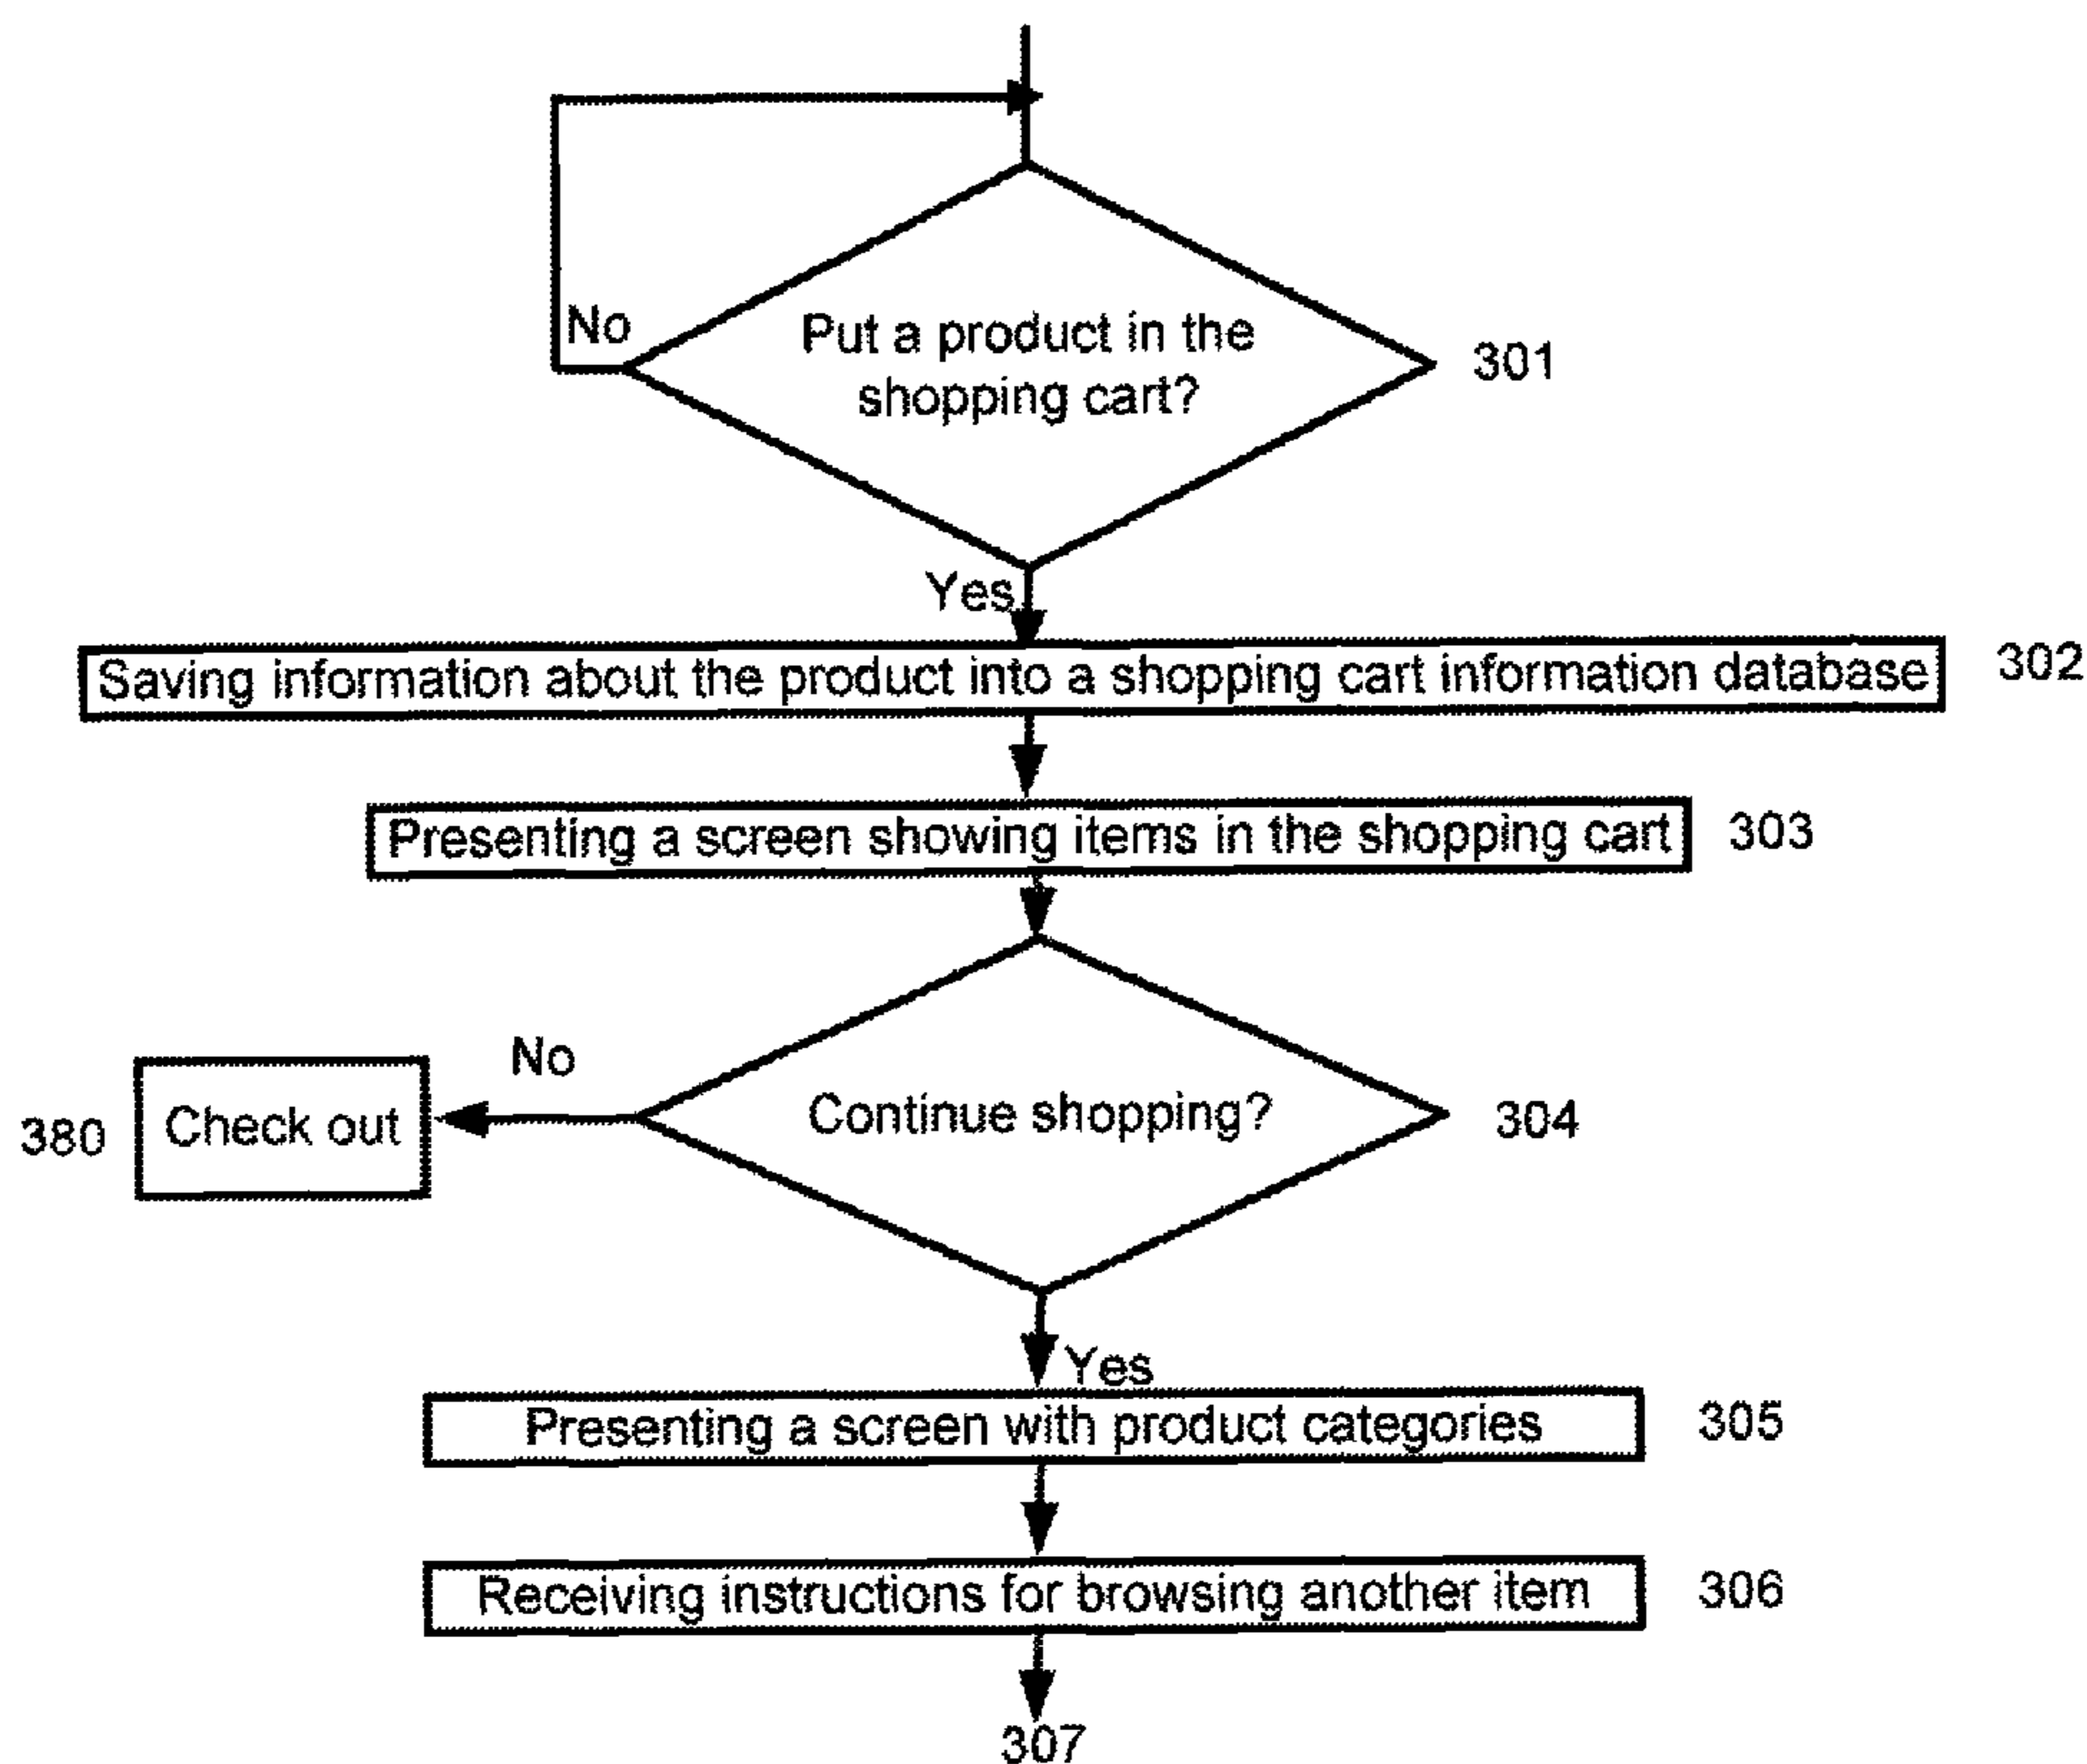 No
Put a product in the
shopping cart?
301
Yes
Saving information about the product into a shopping cart information database
302
Presenting a screen showing items in the shopping cart
303
No
Check out
380
Continue shopping?
304
Yes
Presenting a screen with product categories
305
Receiving instructions for browsing another item
306
307